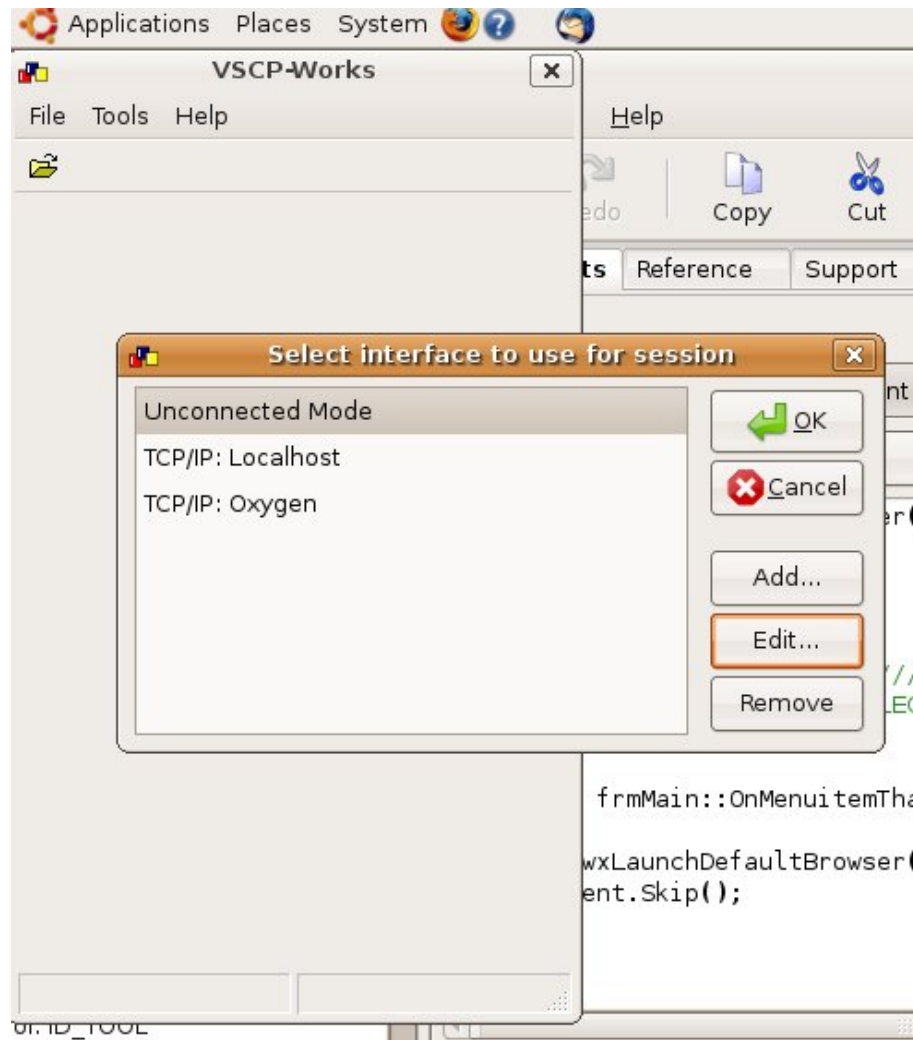 Applications Places System
VSCP-Works
File Tools Help
Help
edo Copy Cut
ts Reference Support
Select interface to use for session
nt
Unconnected Mode
OK
TCP/IP: Localhost
Cancel
TCP/IP: Oxygen
er(
Add...
Edit...
//
Remove
LEC
frmMain::OnMenuitemTha
wxLaunchDefaultBrowser(
ent.Skip();
ID_TOOL